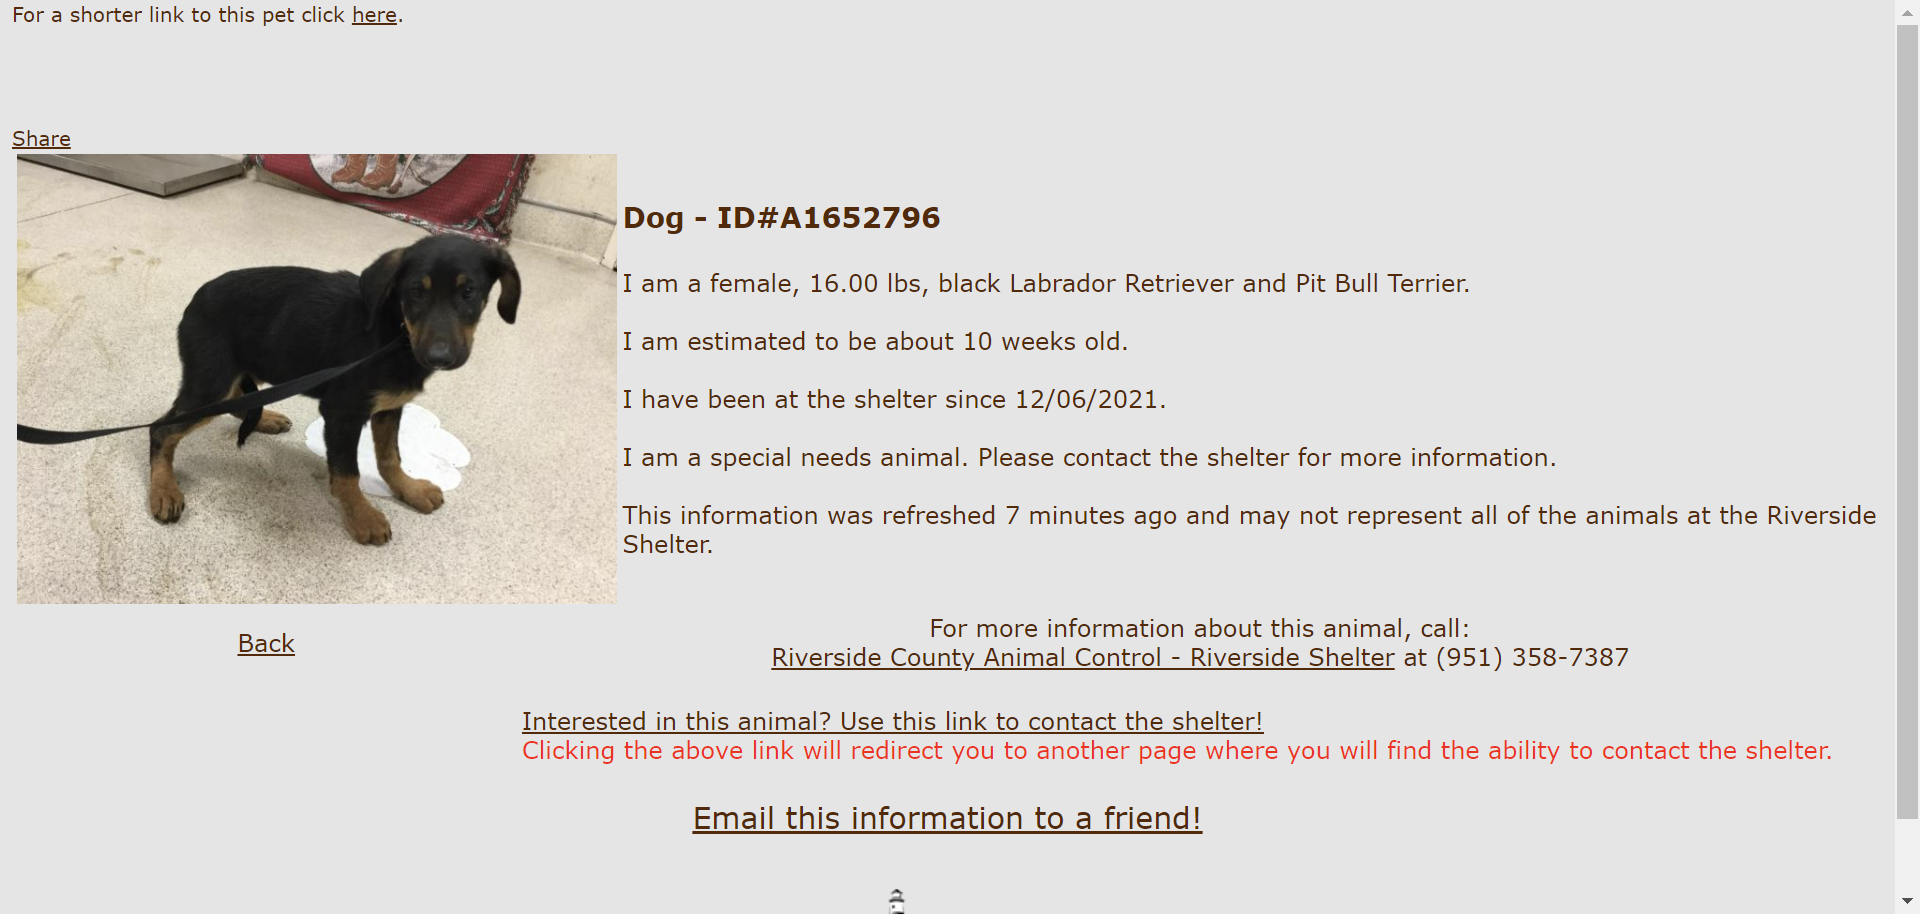 For a shorter link to this pet click here.
Share
Dog - ID#A1652796
I am a female, 16.00 lbs, black Labrador Retriever and Pit Bull Terrier.
I am estimated to be about 10 weeks old.
I have been at the shelter since 12/06/2021.
I am a special needs animal. Please contact the shelter for more information.
This information was refreshed 7 minutes ago and may not represent all of the animals at the Riverside
Shelter.
Back
For more information about this animal, call:
Riverside County Animal Control - Riverside Shelter at (951) 358-7387
Interested in this animal? Use this link to contact the shelter!
Clicking the above link will redirect you to another page where you will find the ability to contact the shelter.
Email this information to a friend!